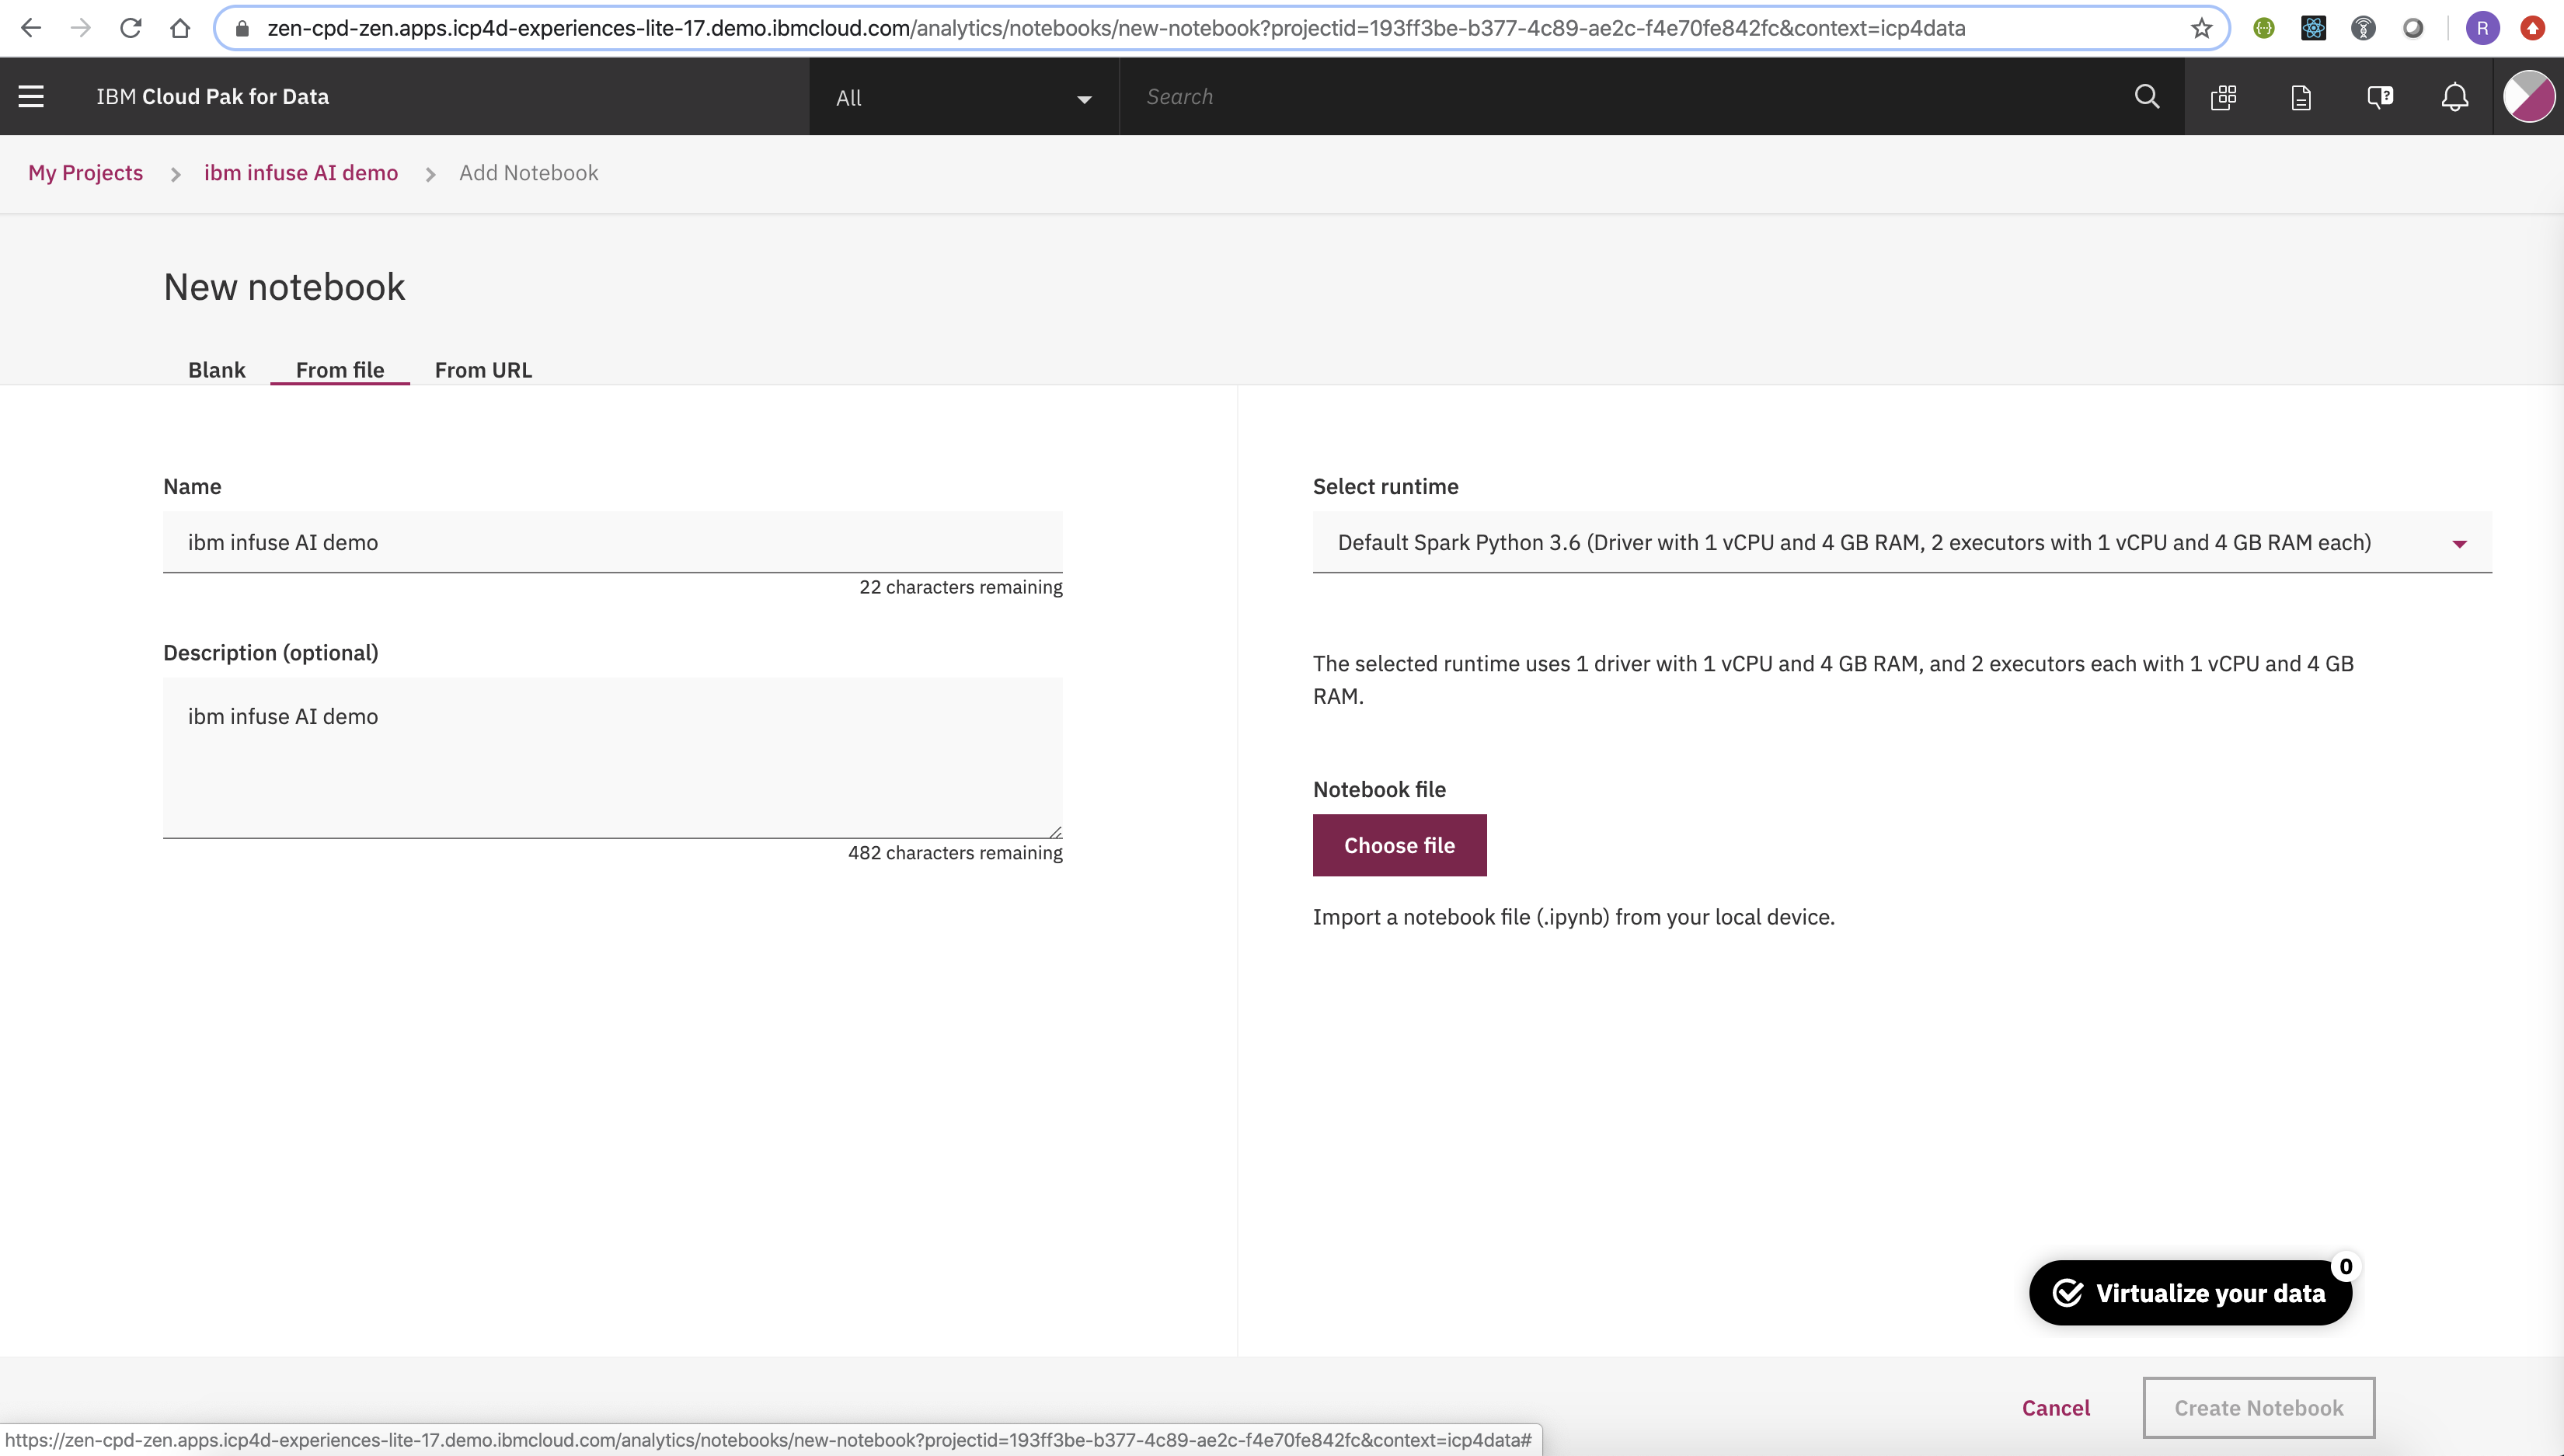 zen-cpd-zen.apps.icp4d-experiences-lite-17.demo.ibmcloud.com/analytics/notebooks/new-notebook?projectid=193ff3be-b377-4c89-ae2c-f4e70fe842fc&context=icp4data
R
IBM Cloud Pak for Data
All
Search
My Projects > ibm infuse AI demo > Add Notebook
New notebook
Blank
From file
From URL
Name
ibm infuse AI demo
22 characters remaining
Description (optional)
ibm infuse AI demo
482 characters remaining
Select runtime
Default Spark Python 3.6 (Driver with 1 vCPU and 4 GB RAM, 2 executors with 1 vCPU and 4 GB RAM each)
The selected runtime uses 1 driver with 1 vCPU and 4 GB RAM, and 2 executors each with 1 vCPU and 4 GB
RAM.
Notebook file
Choose file
Import a notebook file (.ipynb) from your local device.
0
Virtualize your data
Cancel
Create Notebook
https://zen-cpd-zen.apps.icp4d-experiences-lite-17.demo.ibmcloud.com/analytics/notebooks/new-notebook?projectid=193ff3be-b377-4c89-ae2c-f4e70fe842fc&context=icp4data#